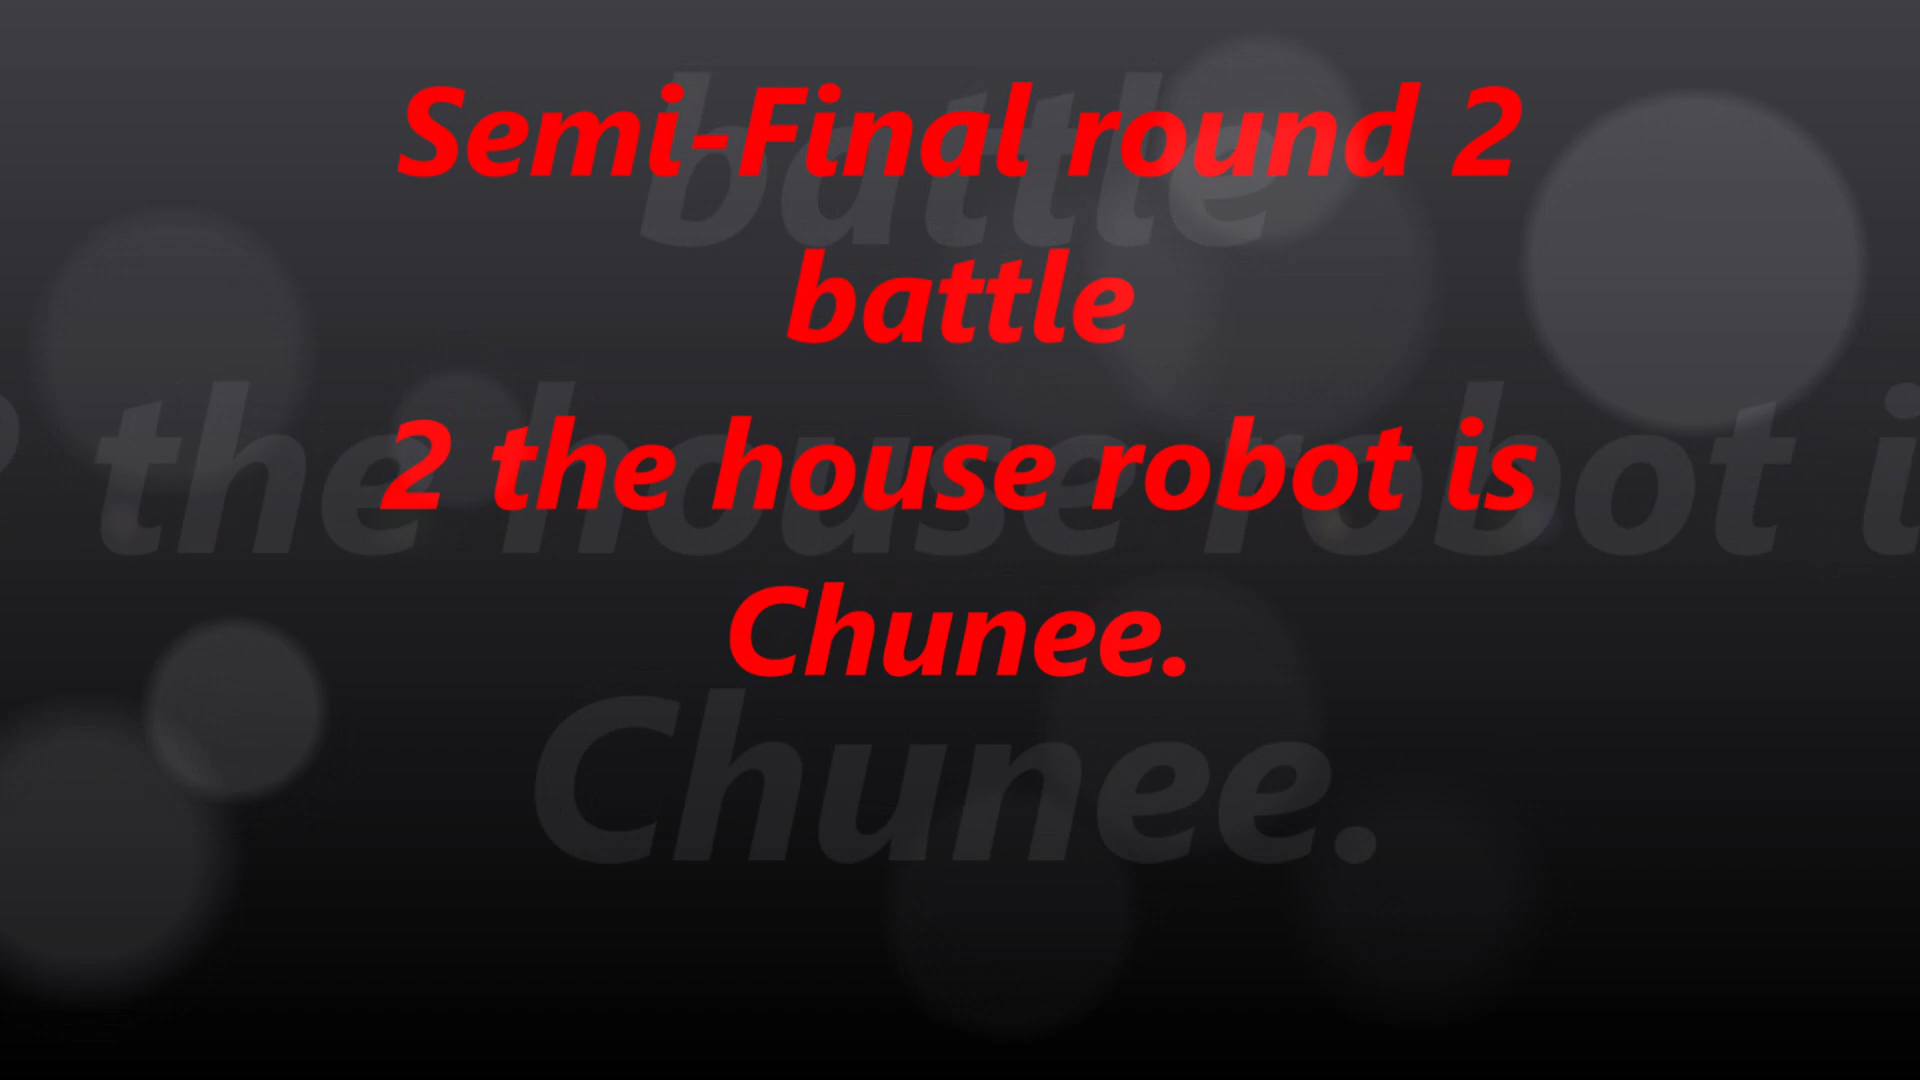 Semi-Final round 2
battle
2 the house robot is
Chunee.